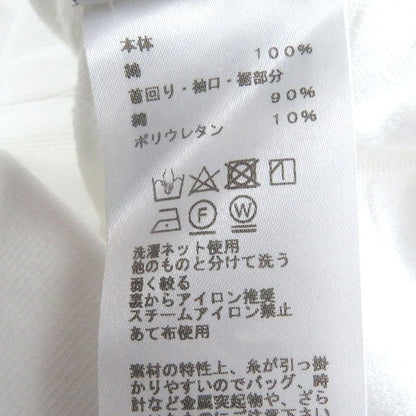 本体
綿 100%
首回り・袖口・裾部分
綿 90%
ポリウレタン 10%
F W
洗濯ネット使用
他のものと分けて洗う
弱く絞る
裏からアイロン推奨
スチームアイロン禁止
あて布使用
素材の特性上、糸が引っ掛
かりやすいのでバッグ、時
計など金属突起物や、ざら